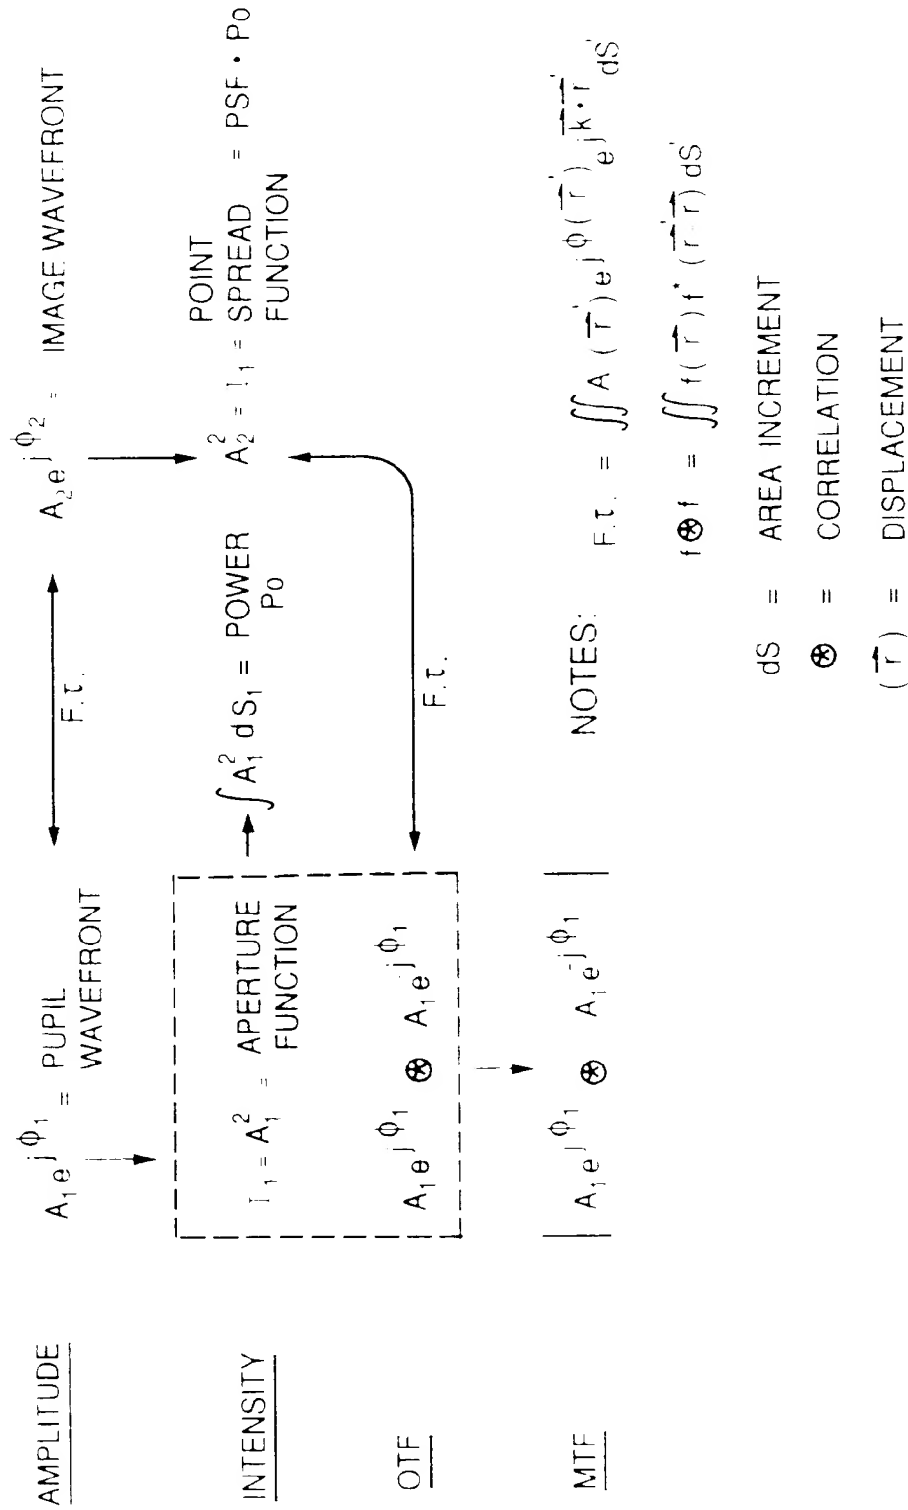 AMPLITUDE
A₁e^jϕ₁ = PUPIL WAVEFRONT
F.τ.
A₂e^jϕ₂ = IMAGE WAVEFRONT
INTENSITY
I₁ = A₁² = APERTURE FUNCTION
∫A₁² dS₁ = POWER P₀
A₂² = I₁ = POINT SPREAD FUNCTION = PSF • P₀
OTF
A₁e^jϕ₁ ⊛ A₁e^-jϕ₁
F.τ.
MTF
| A₁e^jϕ₁ ⊛ A₁e^-jϕ₁ |
NOTES:
F.τ. = ∬ A (r⃗') e^jϕ(r⃗') e^jk⃗•r⃗' dS'
f ⊛ f = ∬ f(r⃗') f* (r⃗'-r⃗) dS'
dS = AREA INCREMENT
⊛ = CORRELATION
(r⃗) = DISPLACEMENT